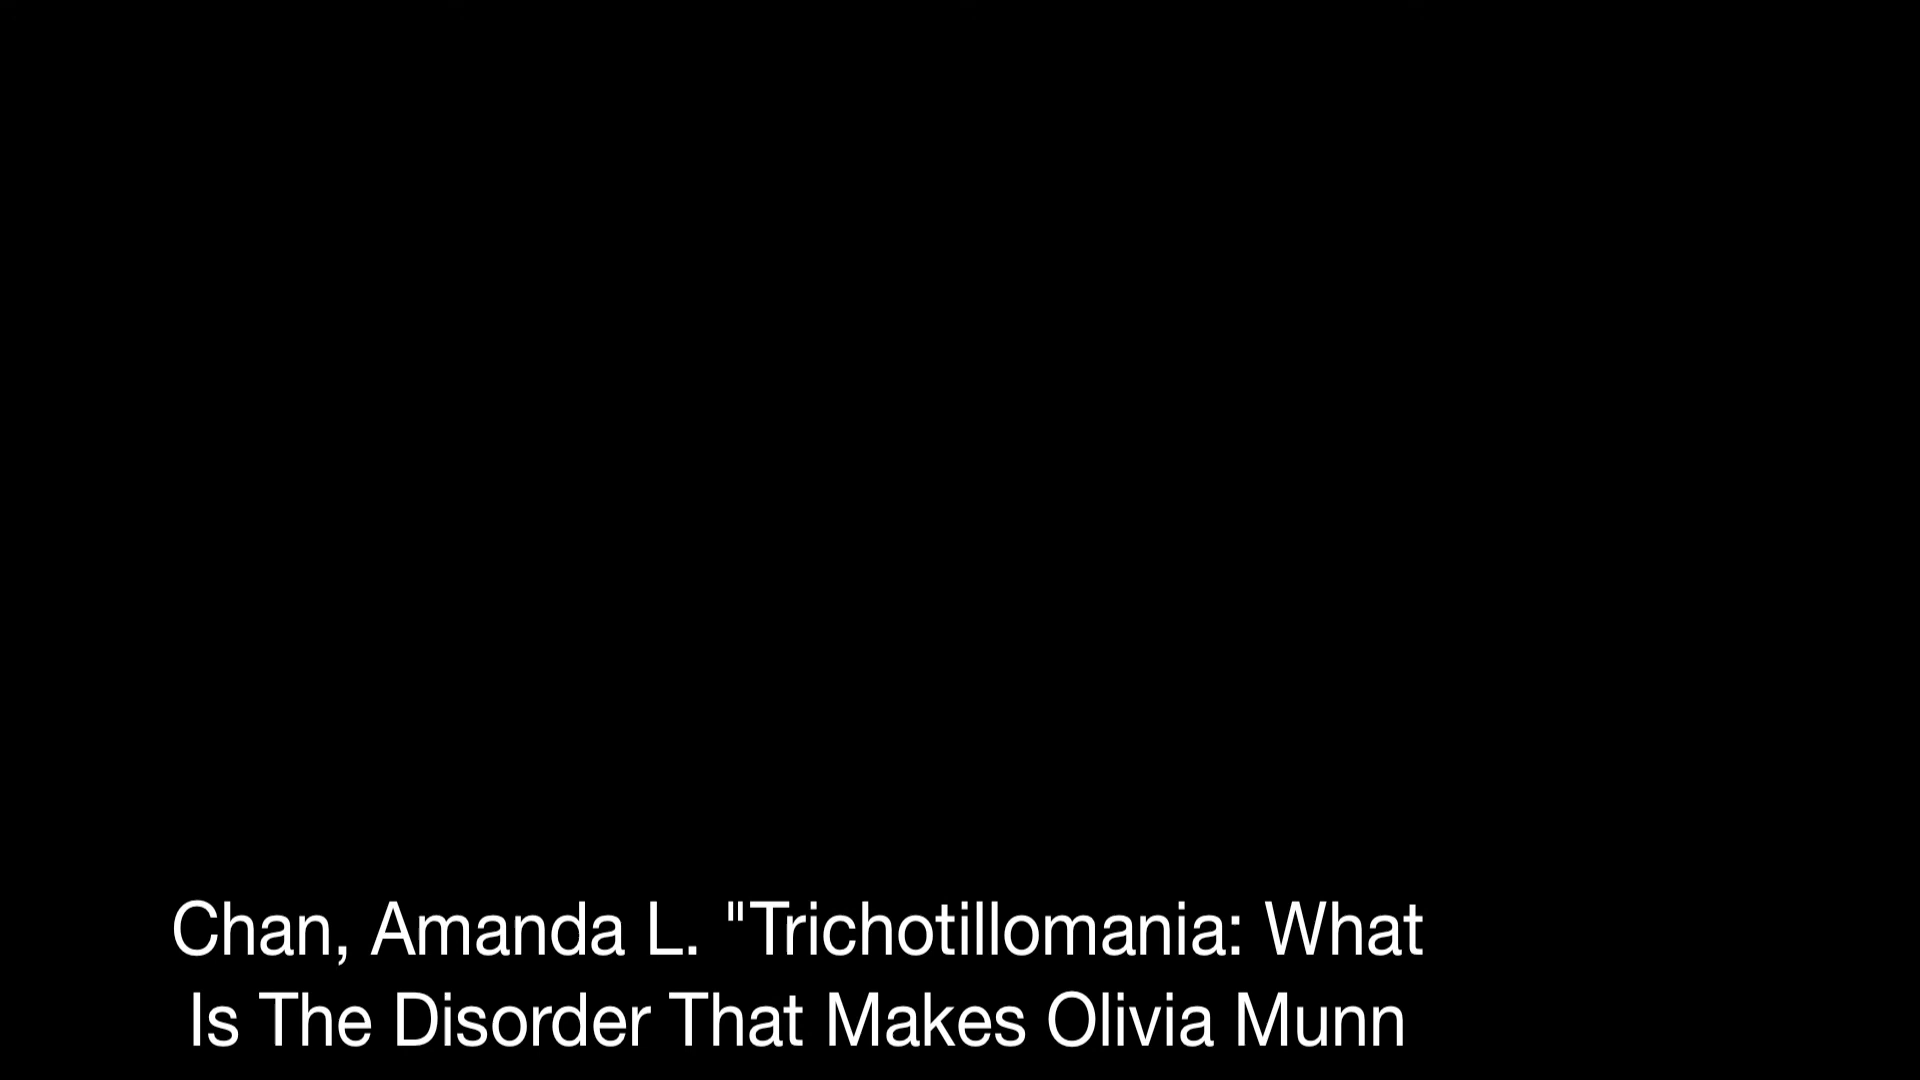 Chan, Amanda L. "Trichotillomania: What
Is The Disorder That Makes Olivia Munn